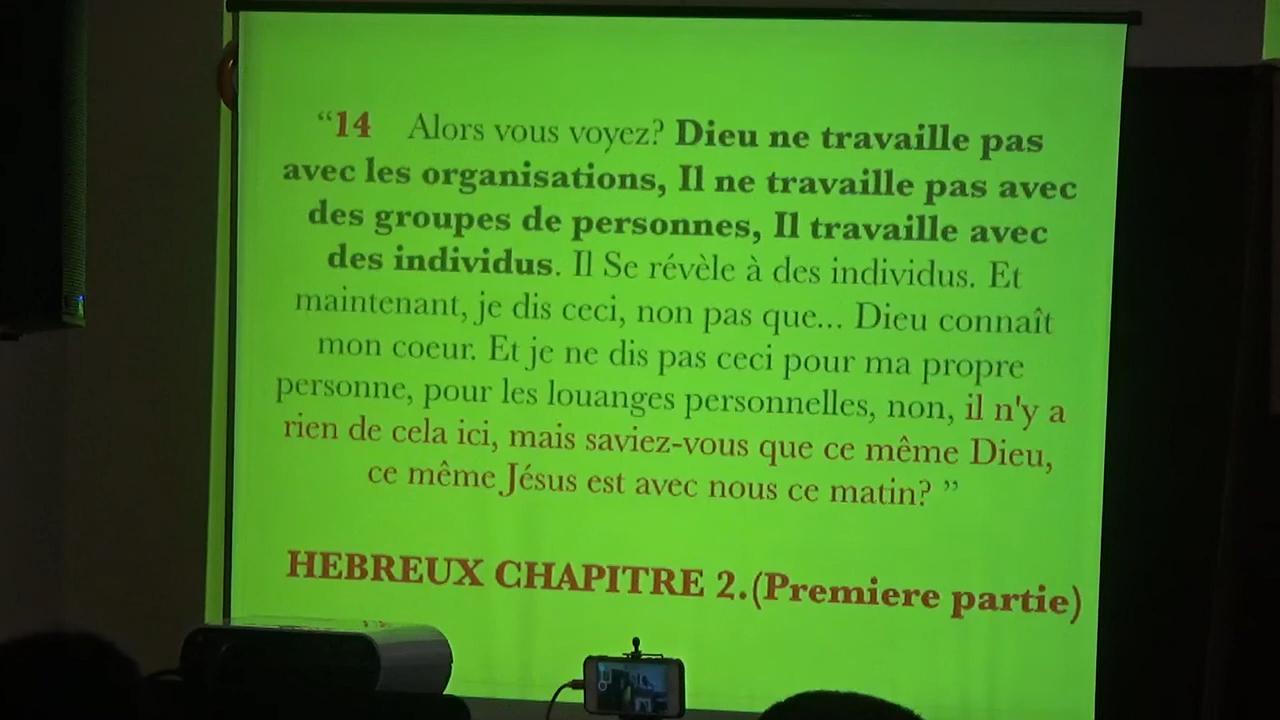 “14 Alors vous voyez? Dieu ne travaille pas
avec les organisations, Il ne travaille pas avec
des groupes de personnes, Il travaille avec
des individus. Il Se révèle à des individus. Et
maintenant, je dis ceci, non pas que... Dieu connaît
mon coeur. Et je ne dis pas ceci pour ma propre
personne, pour les louanges personnelles, non, il n'y a
rien de cela ici, mais saviez-vous que ce même Dieu,
ce même Jésus est avec nous ce matin? ”
HEBREUX CHAPITRE 2.(Premiere partie)